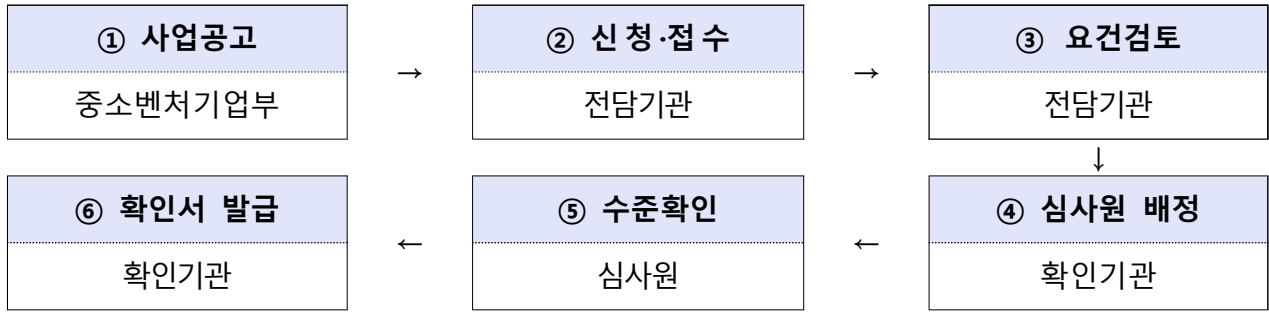 ① 사업공고
중소벤처기업부
→
② 신청·접수
전담기관
→
③ 요건검토
전담기관
↓
④ 심사원 배정
확인기관
←
⑤ 수준확인
심사원
←
⑥ 확인서 발급
확인기관